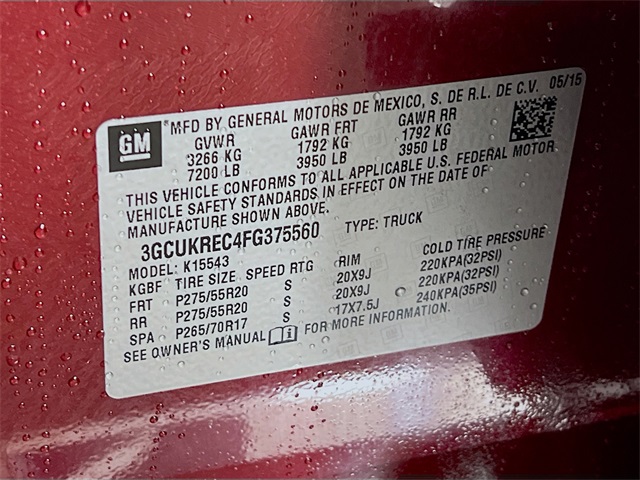 GM
®MFD BY GENERAL MOTORS DE MEXICO, S. DE R.L. DE C.V. 05/15
GVWR GAWR FRT GAWR RR
3266 KG 1792 KG 1792 KG
7200 LB 3950 LB 3950 LB
THIS VEHICLE CONFORMS TO ALL APPLICABLE U.S. FEDERAL MOTOR
VEHICLE SAFETY STANDARDS IN EFFECT ON THE DATE OF
MANUFACTURE SHOWN ABOVE.
3GCUKREC4FG375560 TYPE: TRUCK
MODEL: K15543
KGBF TIRE SIZE SPEED RTG RIM COLD TIRE PRESSURE
FRT P275/55R20 S 20X9J 220KPA(32PSI)
RR P275/55R20 S 20X9J 220KPA(32PSI)
SPA P265/70R17 S 17X7.5J 240KPA(35PSI)
SEE OWNER'S MANUAL FOR MORE INFORMATION.